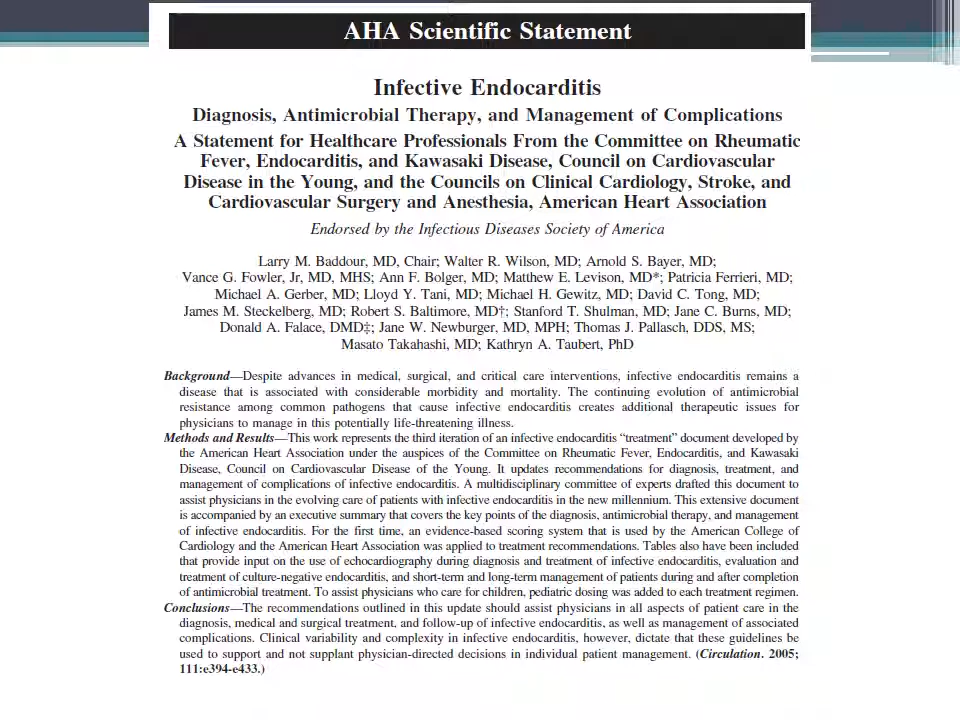 AHA Scientific Statement
Infective Endocarditis
Diagnosis, Antimicrobial Therapy, and Management of Complications
A Statement for Healthcare Professionals From the Committee on Rheumatic
Fever, Endocarditis, and Kawasaki Disease, Council on Cardiovascular
Disease in the Young, and the Councils on Clinical Cardiology, Stroke, and
Cardiovascular Surgery and Anesthesia, American Heart Association
Endorsed by the Infectious Diseases Society of America
Larry M. Baddour, MD, Chair; Walter R. Wilson, MD; Arnold S. Bayer, MD;
Vance G. Fowler, Jr, MD, MHS; Ann F. Bolger, MD; Matthew E. Levison, MD*; Patricia Ferrieri, MD;
Michael A. Gerber, MD; Lloyd Y. Tani, MD; Michael H. Gewitz, MD; David C. Tong, MD;
James M. Steckelberg, MD; Robert S. Baltimore, MD†; Stanford T. Shulman, MD; Jane C. Burns, MD;
Donald A. Falace, DMD‡; Jane W. Newburger, MD, MPH; Thomas J. Pallasch, DDS, MS;
Masato Takahashi, MD; Kathryn A. Taubert, PhD
Background—Despite advances in medical, surgical, and critical care interventions, infective endocarditis remains a
disease that is associated with considerable morbidity and mortality. The continuing evolution of antimicrobial
resistance among common pathogens that cause infective endocarditis creates additional therapeutic issues for
physicians to manage in this potentially life-threatening illness.
Methods and Results—This work represents the third iteration of an infective endocarditis “treatment” document developed by
the American Heart Association under the auspices of the Committee on Rheumatic Fever, Endocarditis, and Kawasaki
Disease, Council on Cardiovascular Disease of the Young. It updates recommendations for diagnosis, treatment, and
management of complications of infective endocarditis. A multidisciplinary committee of experts drafted this document to
assist physicians in the evolving care of patients with infective endocarditis in the new millennium. This extensive document
is accompanied by an executive summary that covers the key points of the diagnosis, antimicrobial therapy, and management
of infective endocarditis. For the first time, an evidence-based scoring system that is used by the American College of
Cardiology and the American Heart Association was applied to treatment recommendations. Tables also have been included
that provide input on the use of echocardiography during diagnosis and treatment of infective endocarditis, evaluation and
treatment of culture-negative endocarditis, and short-term and long-term management of patients during and after completion
of antimicrobial treatment. To assist physicians who care for children, pediatric dosing was added to each treatment regimen.
Conclusions—The recommendations outlined in this update should assist physicians in all aspects of patient care in the
diagnosis, medical and surgical treatment, and follow-up of infective endocarditis, as well as management of associated
complications. Clinical variability and complexity in infective endocarditis, however, dictate that these guidelines be
used to support and not supplant physician-directed decisions in individual patient management. (Circulation. 2005;
111:e394-e433.)